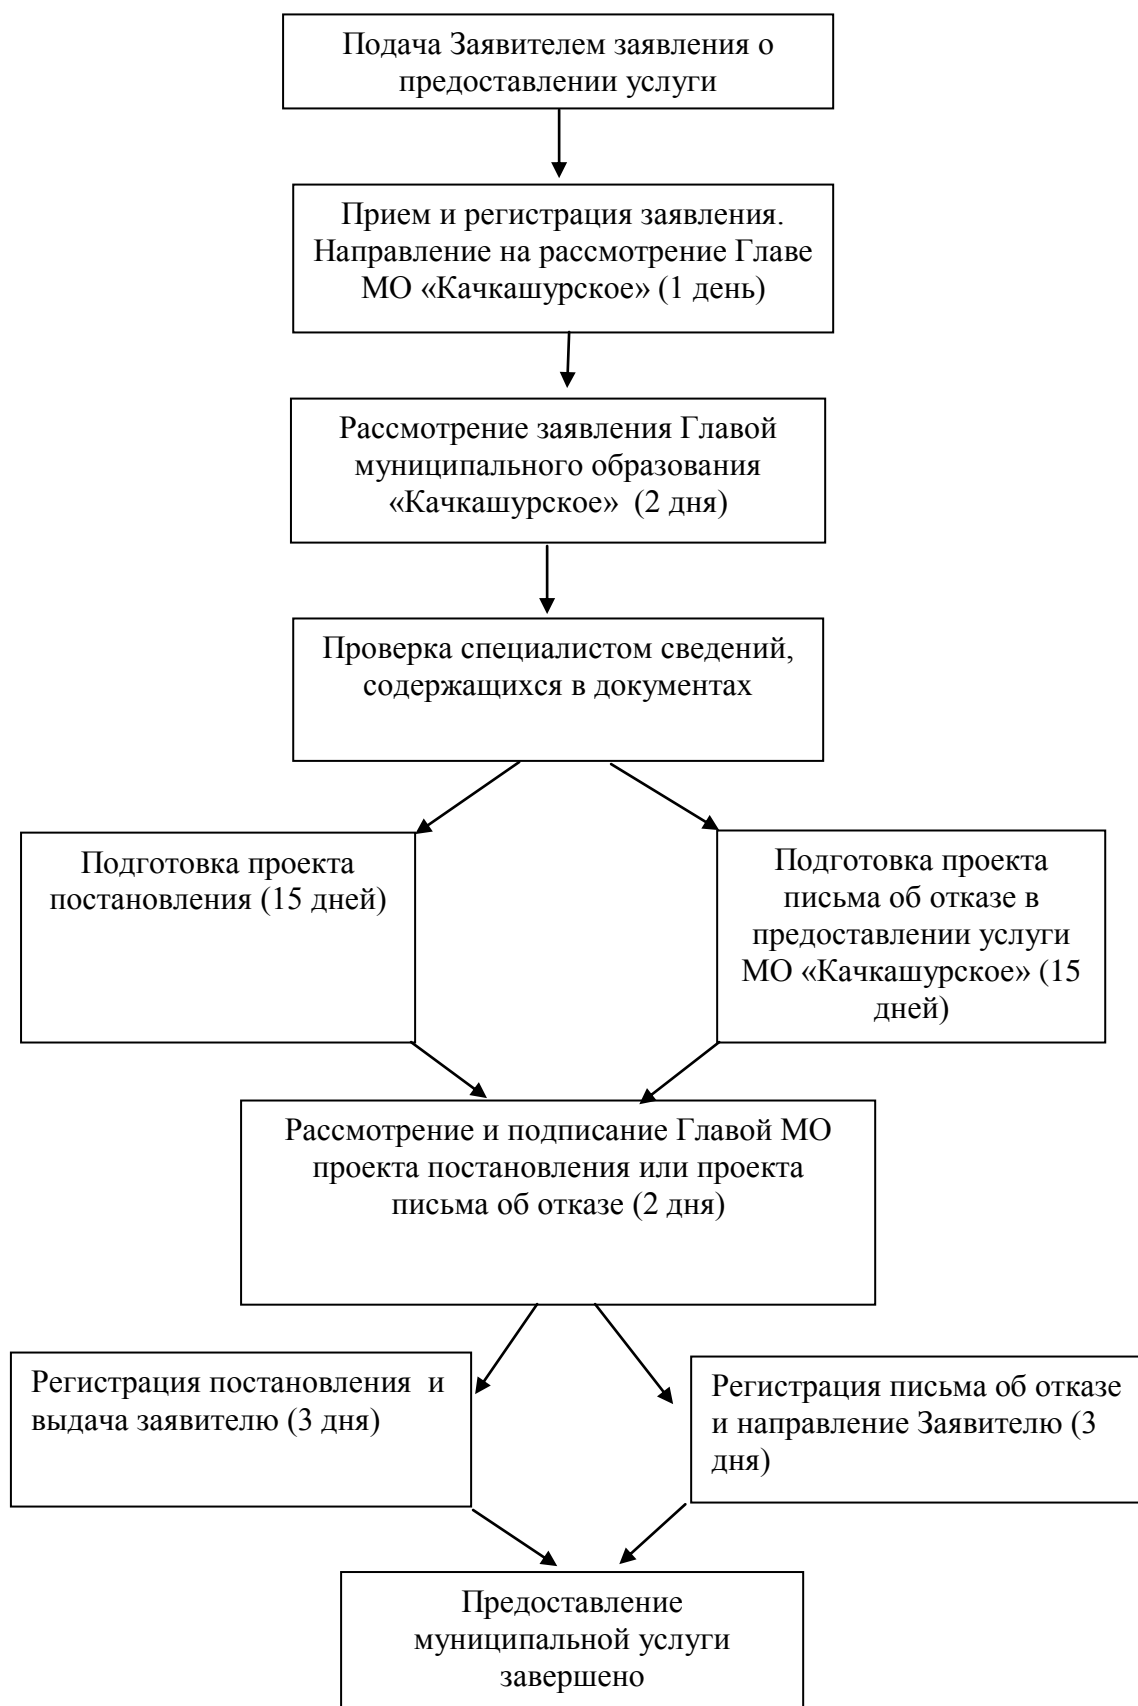 Подача Заявителем заявления о
предоставлении услуги
Прием и регистрация заявления.
Направление на рассмотрение Главе
МО «Качкашурское» (1 день)
Рассмотрение заявления Главой
муниципального образования
«Качкашурское»  (2 дня)
Проверка специалистом сведений,
содержащихся в документах
Подготовка проекта
постановления (15 дней)
Подготовка проекта
письма об отказе в
предоставлении услуги
МО «Качкашурское» (15
дней)
Рассмотрение и подписание Главой МО
проекта постановления или проекта
письма об отказе (2 дня)
Регистрация постановления  и
выдача заявителю (3 дня)
Регистрация письма об отказе
и направление Заявителю (3
дня)
Предоставление
муниципальной услуги
завершено